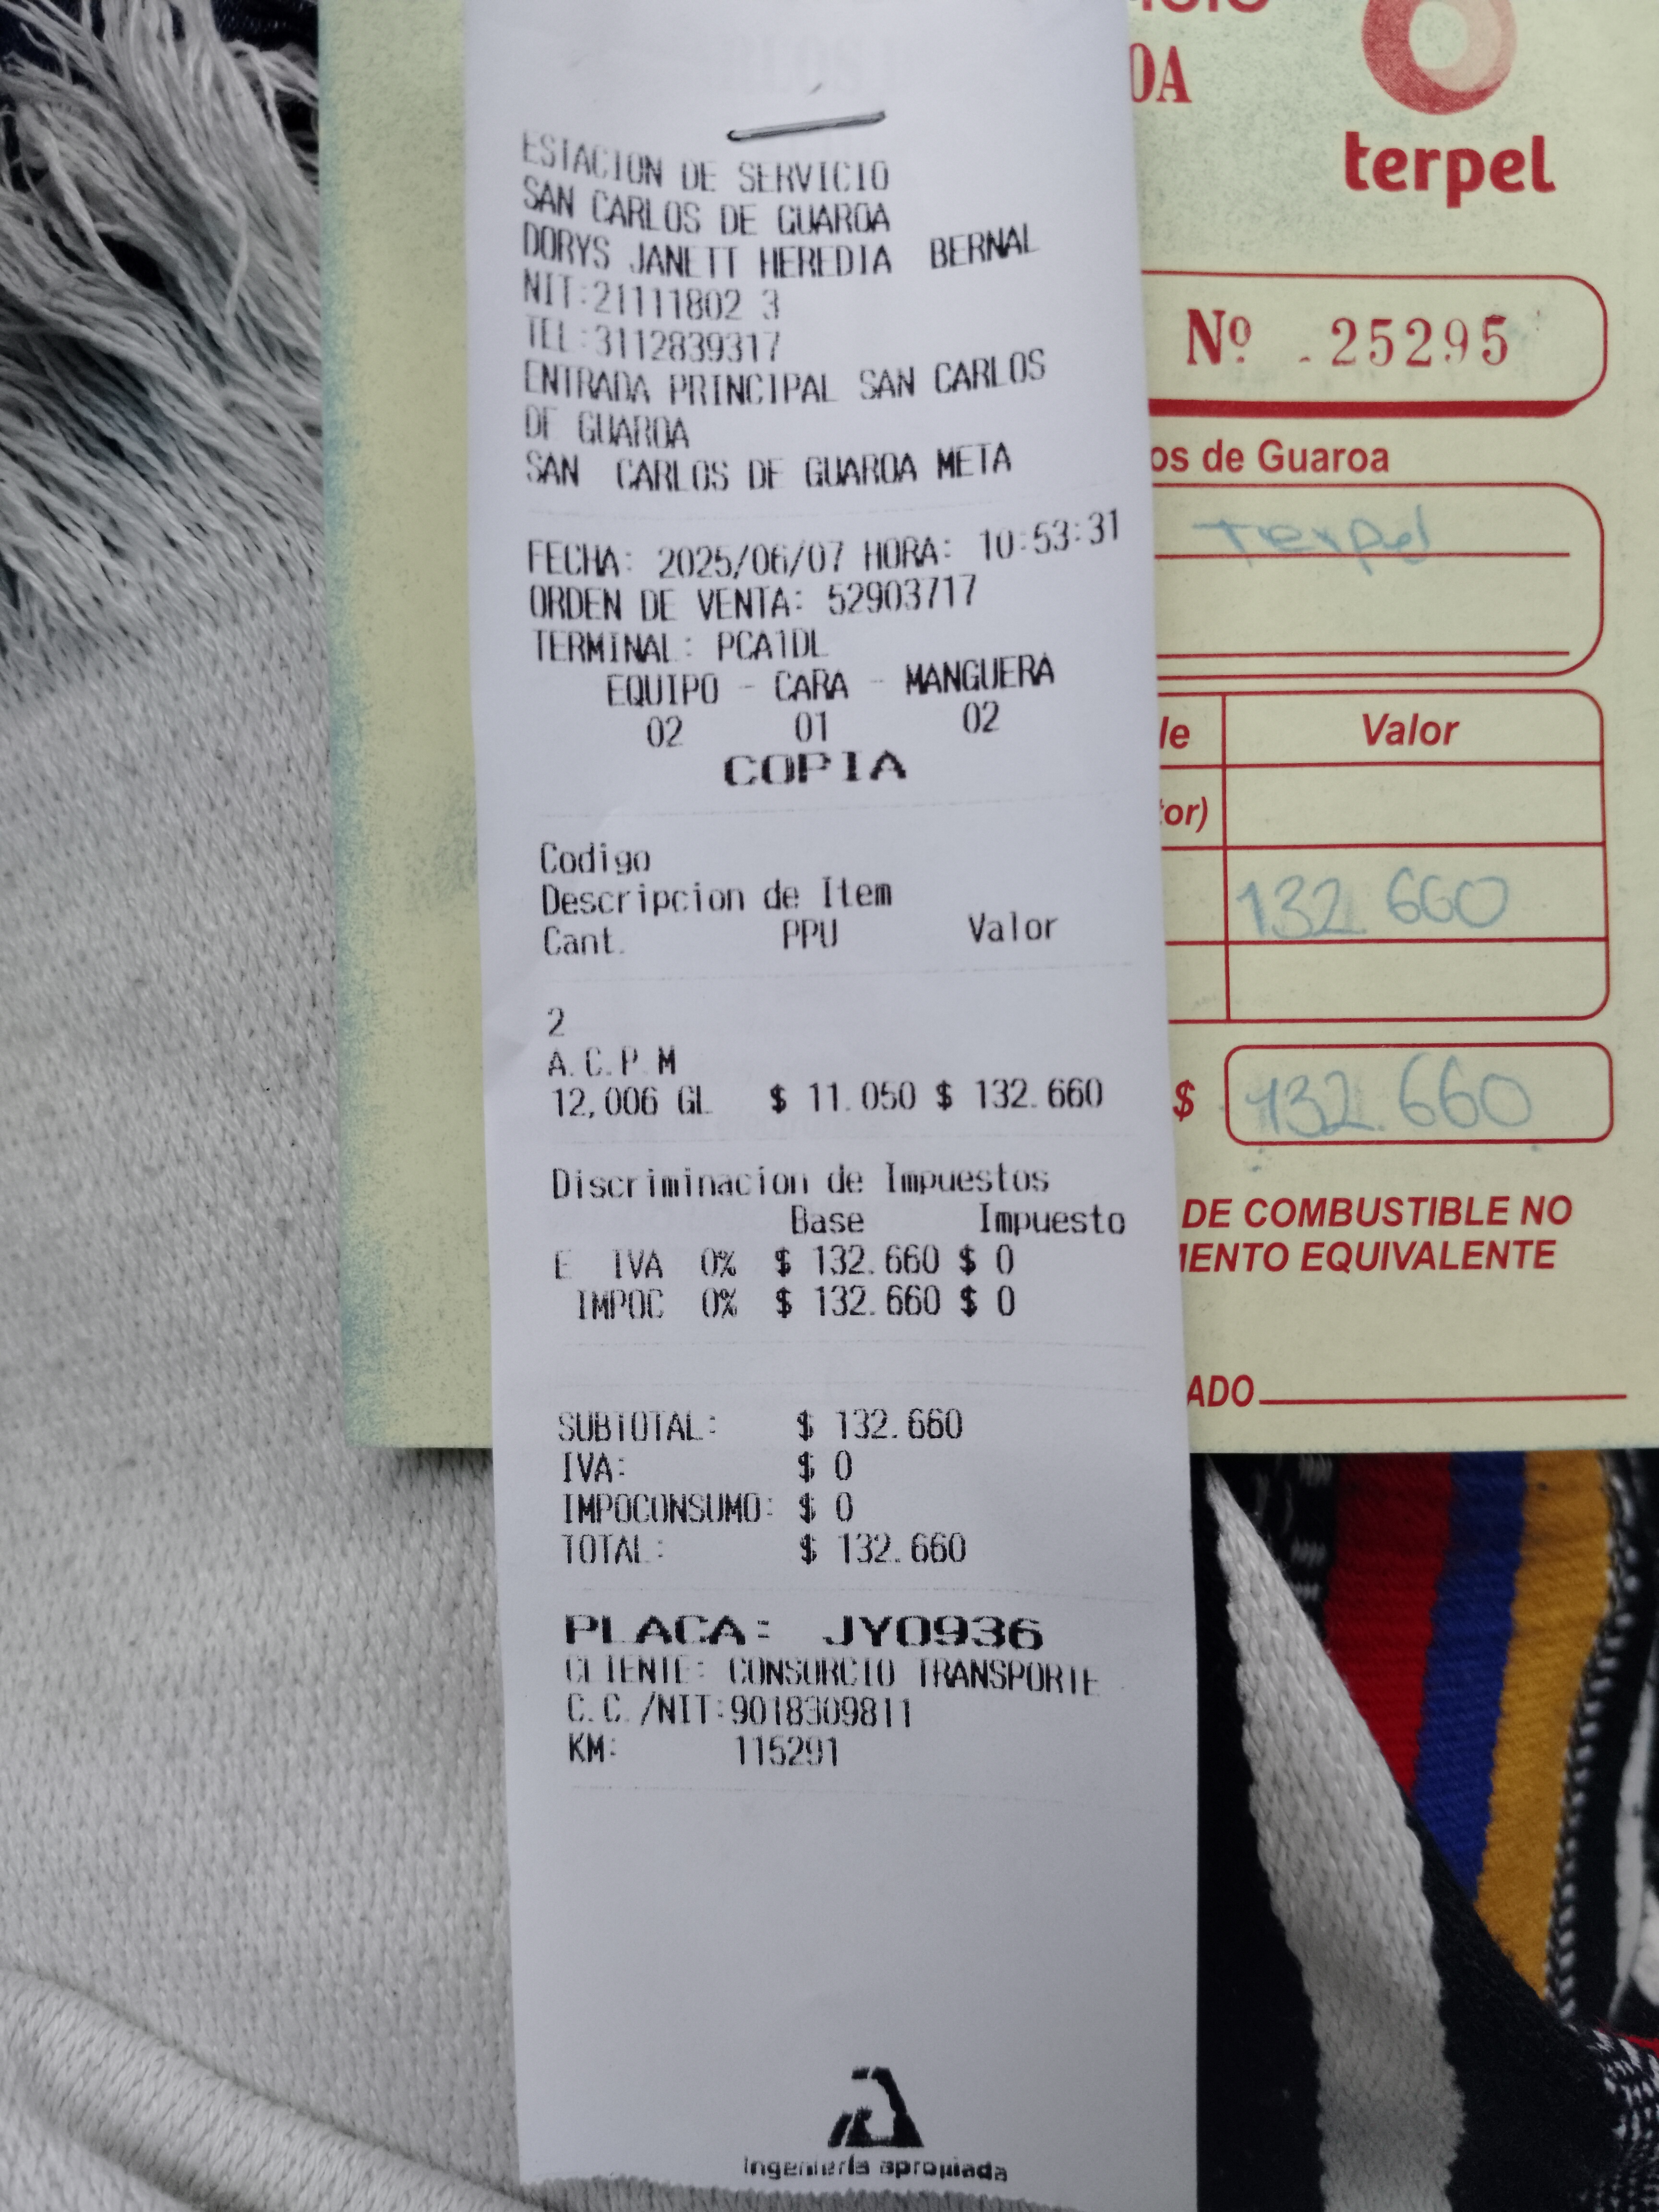 ESTACION DE SERVICIO
SAN CARLOS DE GUAROA
DORYS JANETT HEREDIA BERNAL
NIT:21111802 3
TEL:3112839317
ENTRADA PRINCIPAL SAN CARLOS
DE GUAROA
SAN CARLOS DE GUAROA META
FECHA: 2025/06/07 HORA: 10:53:31
ORDEN DE VENTA: 52903717
TERMINAL: PCA1DL
EQUIPO - CARA - MANGUERA
02 01 02
COPIA
Codigo
Descripcion de Item
Cant. PPU Valor
2
A.C.P.M
12,006 GL $ 11.050 $ 132.660
Discriminacion de Impuestos
Base Impuesto
E IVA 0% $ 132.660 $ 0
IMPOC 0% $ 132.660 $ 0
SUBTOTAL: $ 132.660
IVA: $ 0
IMPOCONSUMO: $ 0
TOTAL: $ 132.660
PLACA: JYO936
CLIENTE: CONSORCIO TRANSPORTE
C.C./NIT:9018309811
KM: 115291
Ingeniería apropiada
OA
terpel
Nº 25295
os de Guaroa
Terpel
le Valor
tor)
132.660
$ 132.660
DE COMBUSTIBLE NO
MENTO EQUIVALENTE
ADO